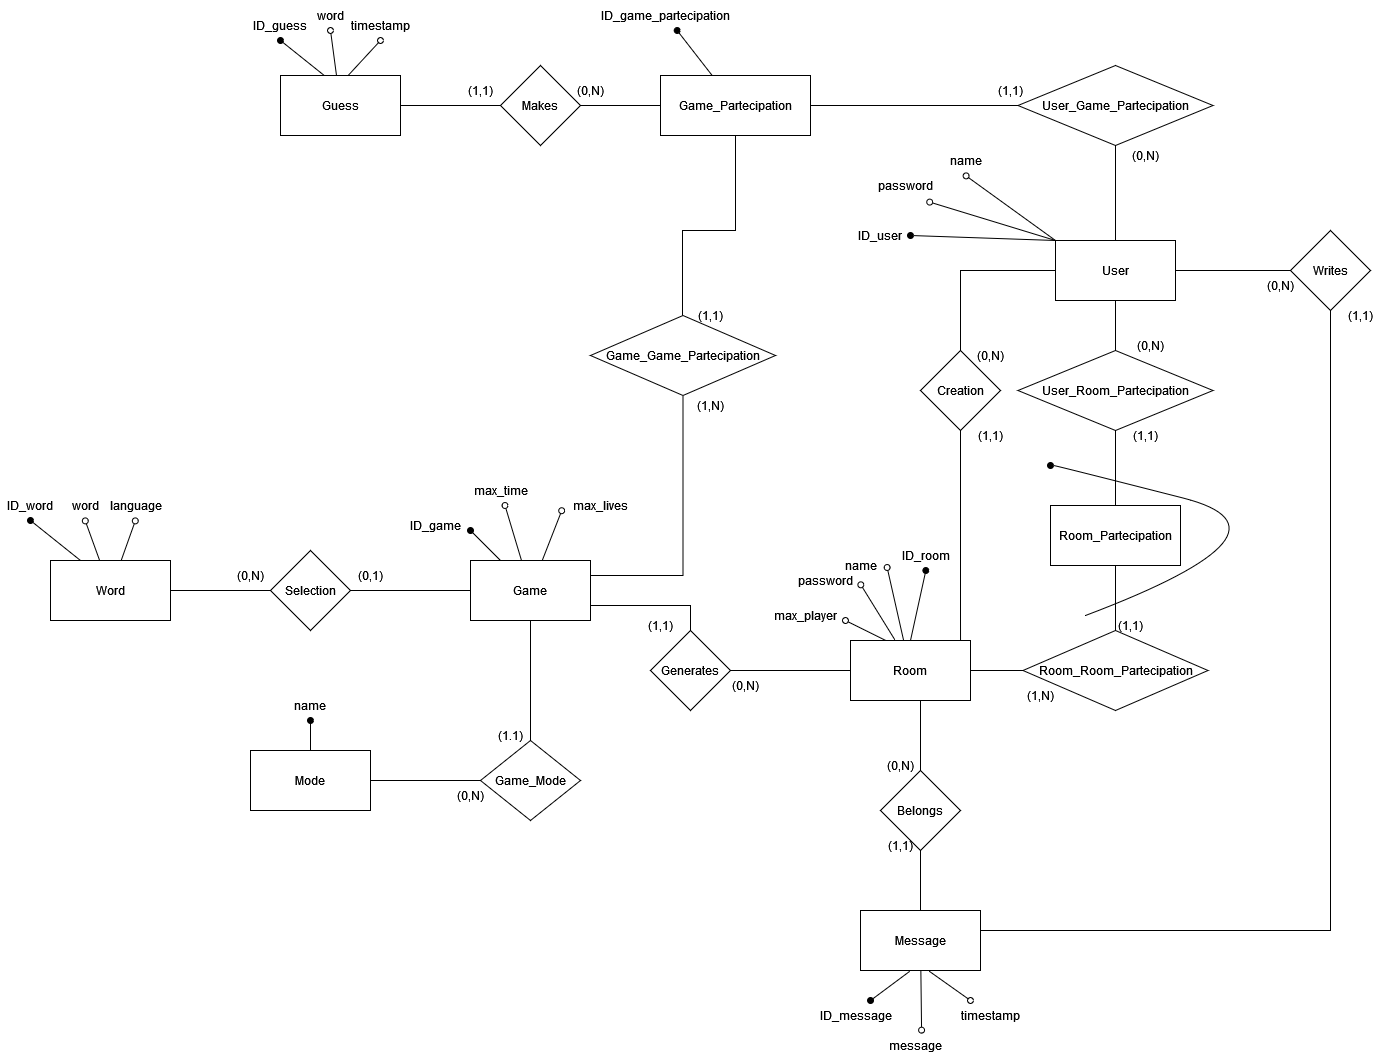 ID_game_partecipation
word
ID_guess
timestamp
Guess
(1,1)
Makes
(0,N)
Game_Partecipation
(1,1)
User_Game_Partecipation
(0,N)
name
password
ID_user
User
(0,N)
Writes
(1,1)
(1,1)
Game_Game_Partecipation
(1,N)
(0,N)
Creation
(1,1)
(0,N)
User_Room_Partecipation
(1,1)
Room_Partecipation
ID_word
word
language
max_time
ID_game
max_lives
Word
(0,N)
Selection
(0,1)
Game
(1,1)
Generates
(0,N)
ID_room
name
password
max_player
Room
(1,1)
Room_Room_Partecipation
(1,N)
name
Mode
(0,N)
(1.1)
Game_Mode
(0,N)
Belongs
(1,1)
Message
ID_message
timestamp
message